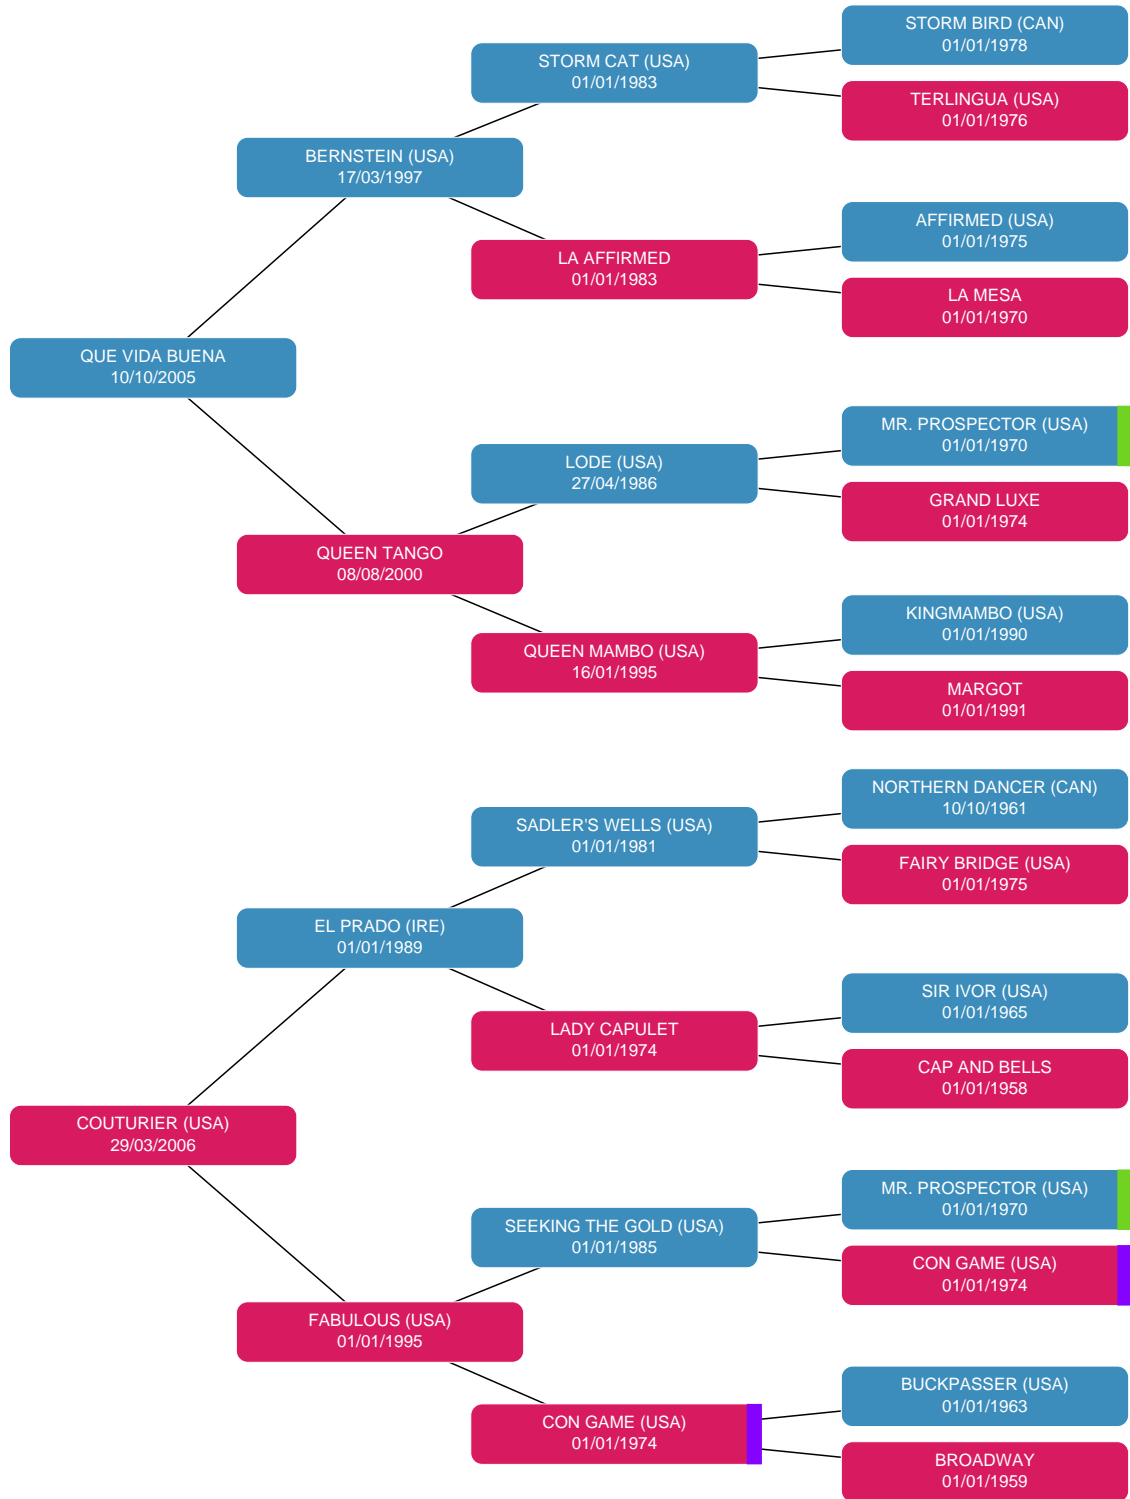 STORM BIRD (CAN)
01/01/1978
STORM CAT (USA)
01/01/1983
TERLINGUA (USA)
01/01/1976
BERNSTEIN (USA)
17/03/1997
AFFIRMED (USA)
01/01/1975
LA AFFIRMED
01/01/1983
LA MESA
01/01/1970
QUE VIDA BUENA
10/10/2005
MR. PROSPECTOR (USA)
01/01/1970
LODE (USA)
27/04/1986
GRAND LUXE
01/01/1974
QUEEN TANGO
08/08/2000
KINGMAMBO (USA)
01/01/1990
QUEEN MAMBO (USA)
16/01/1995
MARGOT
01/01/1991
NORTHERN DANCER (CAN)
10/10/1961
SADLER'S WELLS (USA)
01/01/1981
FAIRY BRIDGE (USA)
01/01/1975
EL PRADO (IRE)
01/01/1989
SIR IVOR (USA)
01/01/1965
LADY CAPULET
01/01/1974
CAP AND BELLS
01/01/1958
COUTURIER (USA)
29/03/2006
MR. PROSPECTOR (USA)
01/01/1970
SEEKING THE GOLD (USA)
01/01/1985
CON GAME (USA)
01/01/1974
FABULOUS (USA)
01/01/1995
BUCKPASSER (USA)
01/01/1963
CON GAME (USA)
01/01/1974
BROADWAY
01/01/1959